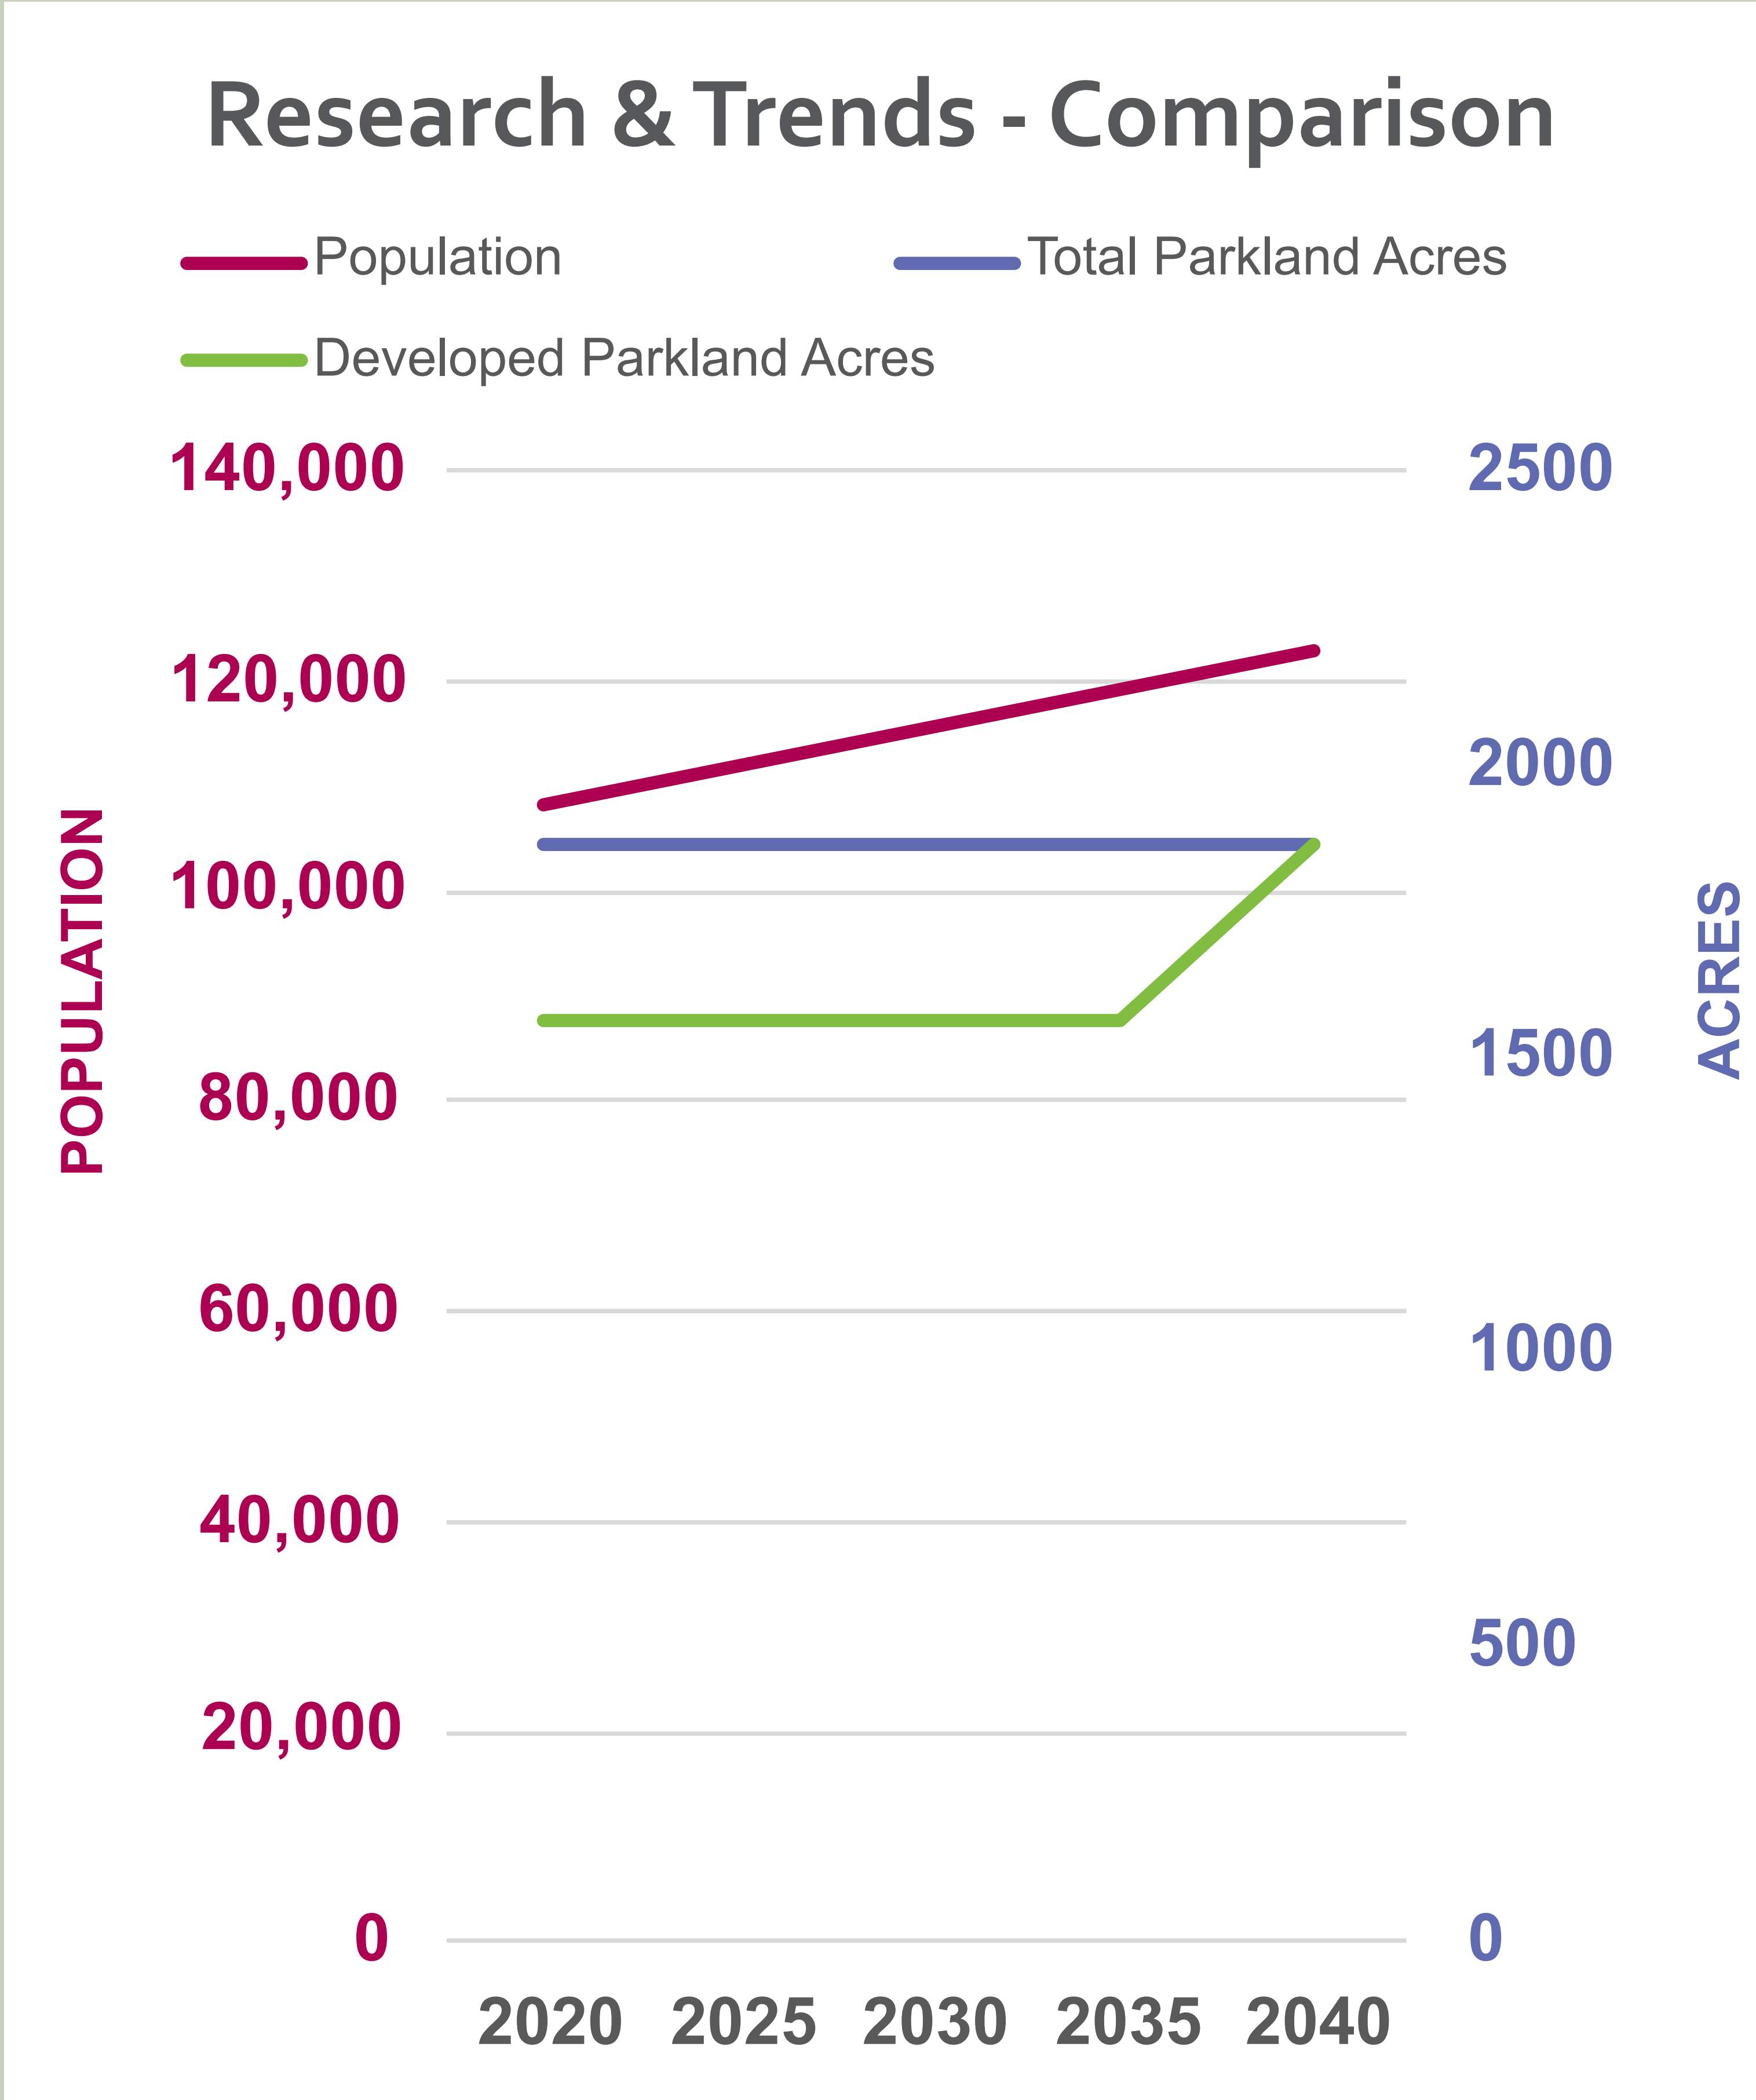 Research & Trends - Comparison
Population
Total Parkland Acres
Developed Parkland Acres
140,000
2500
120,000
2000
100,000
1500
80,000
60,000
1000
40,000
500
20,000
0
0
POPULATION
ACRES
2020 2025 2030 2035 2040